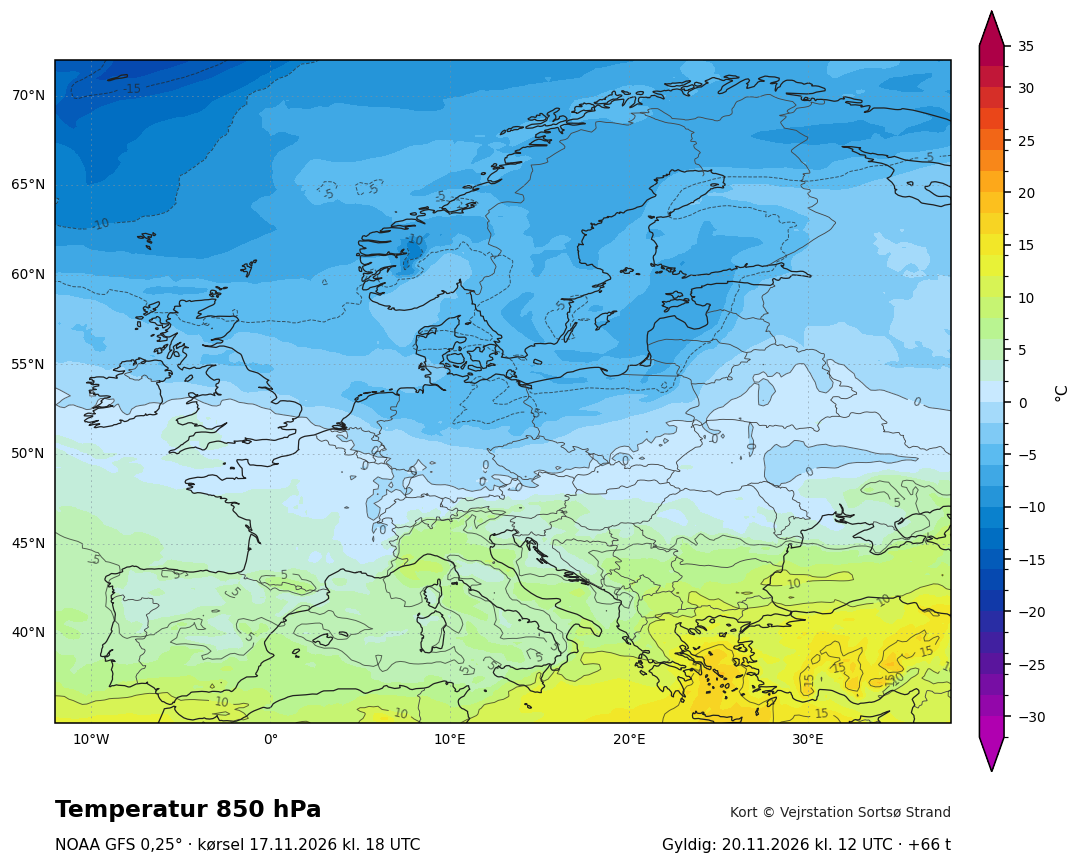 70°N
65°N
60°N
55°N
50°N
45°N
40°N
10°W
0°
10°E
20°E
30°E
35
30
25
20
15
10
5
0
−5
−10
−15
−20
−25
−30
°C
Temperatur 850 hPa
Kort © Vejrstation Sortsø Strand
NOAA GFS 0,25° · kørsel 17.11.2026 kl. 18 UTC
Gyldig: 20.11.2026 kl. 12 UTC · +66 t